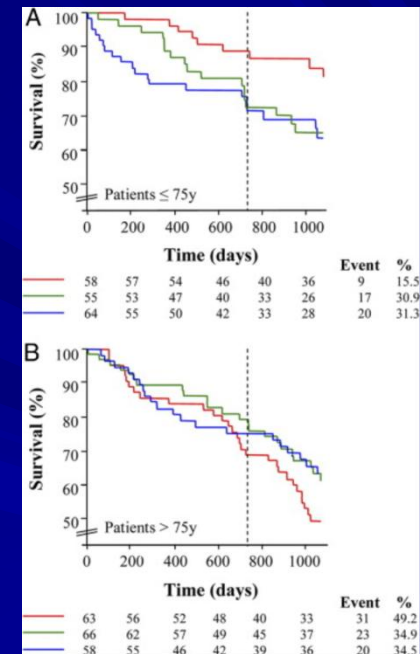 A
100
90
80
70
60
50
Survival (%)
Patients ≤ 75y
0 200 400 600 800 1000
Time (days)
Event %
58 57 54 46 40 36 9 15.5
55 53 47 40 33 26 17 30.9
64 55 50 42 33 28 20 31.3
B
100
90
80
70
60
50
Survival (%)
Patients > 75y
0 200 400 600 800 1000
Time (days)
Event %
63 56 52 48 40 33 31 49.2
66 62 57 49 45 37 23 34.9
58 55 46 42 39 36 20 34.5